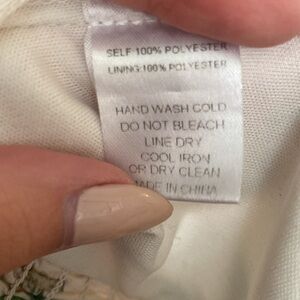 SELF 100% POLYESTER
LINING:100% POLYESTER
HAND WASH COLD
DO NOT BLEACH
LINE DRY
COOL IRON
OR DRY CLEAN
MADE IN CHINA